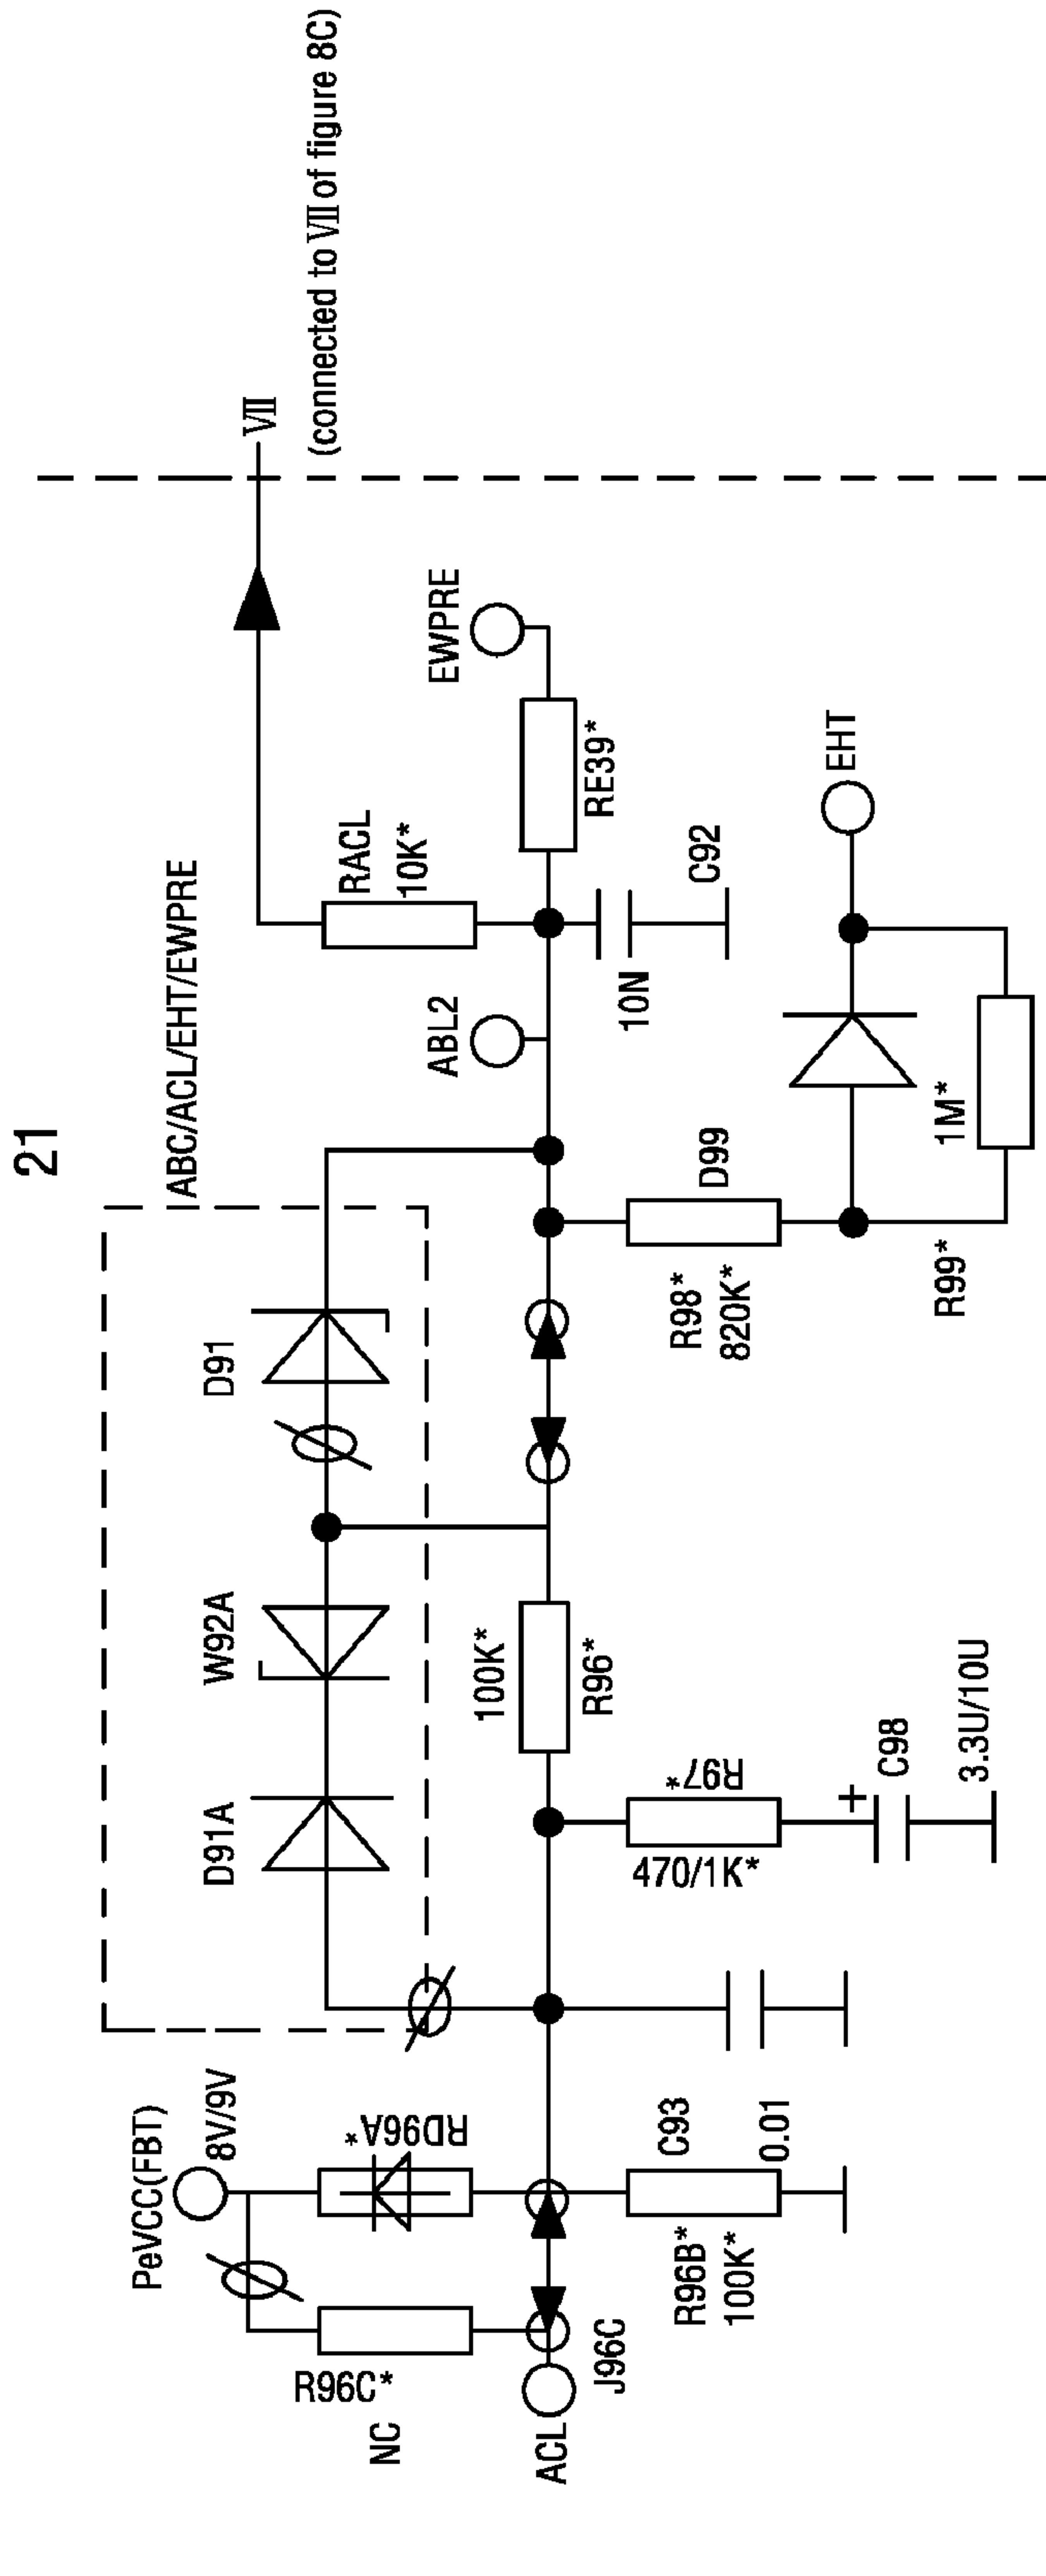 21
ABC/ACL/EHT/EWPRE
PeVCC(FBT)
8V/9V
D91A
W92A
D91
VII
(connected to VII of figure 8C)
R96C*
NC
RD96A*
ACL
J96C
R96B*
100K*
C93
0.01
470/1K*
R97*
+
C98
3.3U/10U
100K*
R96*
ABL2
RACL
10K*
EWPRE
RE39*
10N
C92
R98*
820K*
D99
R99*
1M*
EHT